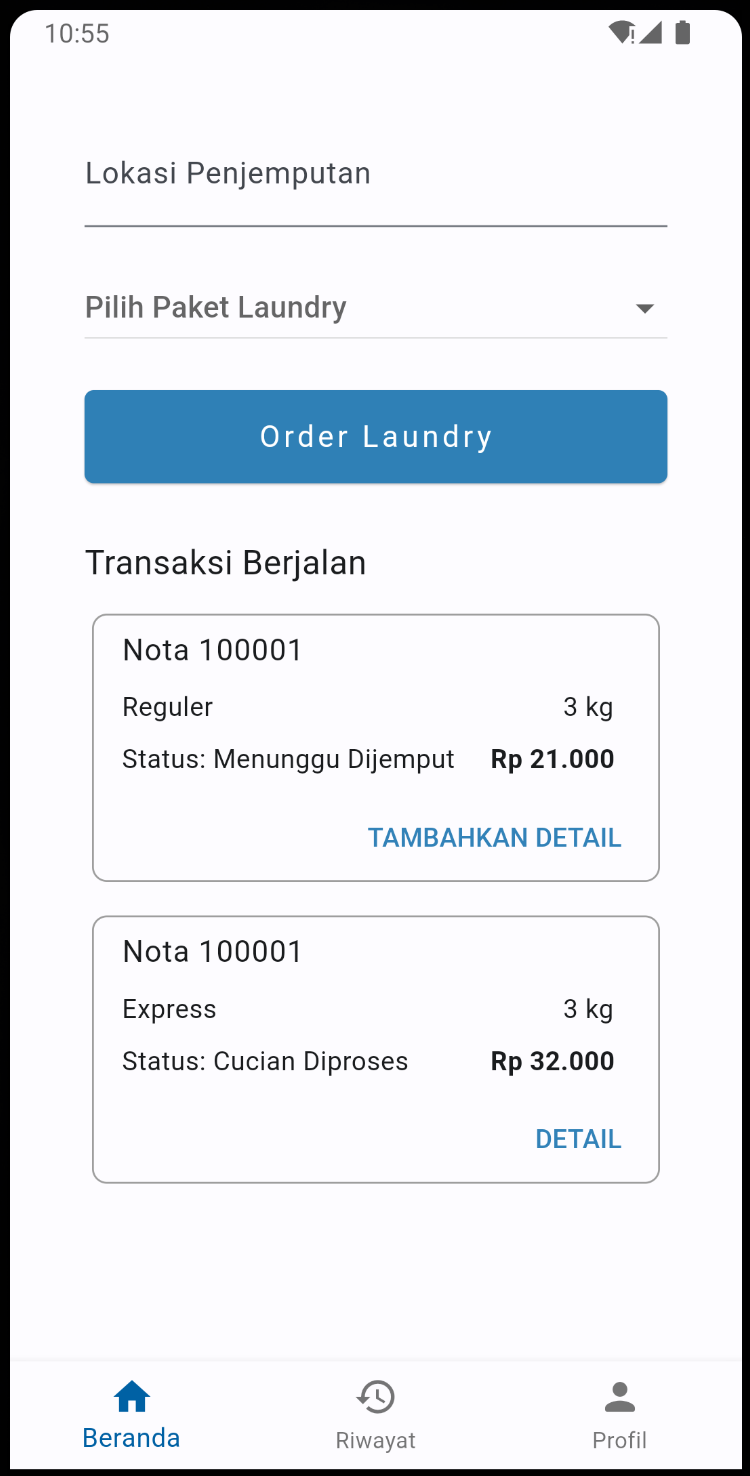 10:55
Lokasi Penjemputan
Pilih Paket Laundry
Order Laundry
Transaksi Berjalan
Nota 100001
Reguler 3 kg
Status: Menunggu Dijemput Rp 21.000
TAMBAHKAN DETAIL
Nota 100001
Express 3 kg
Status: Cucian Diproses Rp 32.000
DETAIL
Beranda Riwayat Profil